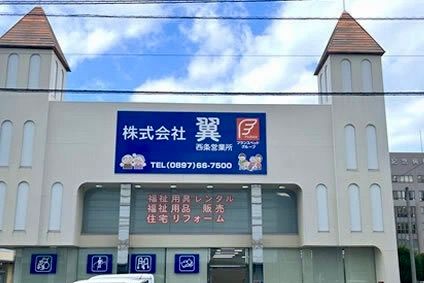 株式会社 翼
西条営業所
フランスベッド
グループ
TEL(0897)66-7500
福祉用具レンタル
福祉用品 販売
住宅リフォーム